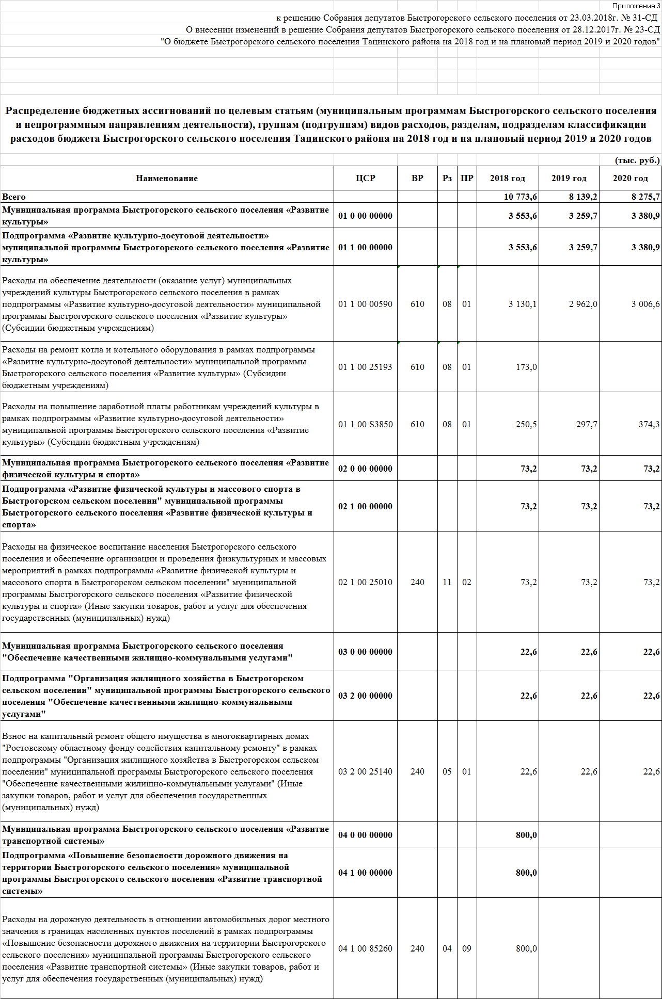 Приложение 3
к решению Собрания депутатов Быстрогорского сельского поселения от 23.03.2018г. № 31-СД
О внесении изменений в решение Собрания депутатов Быстрогорского сельского поселения от 28.12.2017г. № 23-СД
"О бюджете Быстрогорского сельского поселения Тацинского района на 2018 год и на плановый период 2019 и 2020 годов"
Распределение бюджетных ассигнований по целевым статьям (муниципальным программам Быстрогорского сельского поселения
и непрограммным направлениям деятельности), группам (подгруппам) видов расходов, разделам, подразделам классификации
расходов бюджета Быстрогорского сельского поселения Тацинского района на 2018 год и на плановый период 2019 и 2020 годов
(тыс. руб.)
Наименование ЦСР ВР Рз ПР 2018 год 2019 год 2020 год
Всего 10 773,6 8 139,2 8 275,7
Муниципальная программа Быстрогорского сельского поселения «Развитие
культуры»
01 0 00 00000 3 553,6 3 259,7 3 380,9
Подпрограмма «Развитие культурно-досуговой деятельности»
муниципальной программы Быстрогорского сельского поселения «Развитие
культуры»
01 1 00 00000 3 553,6 3 259,7 3 380,9
Расходы на обеспечение деятельности (оказание услуг) муниципальных
учреждений культуры Быстрогорского сельского поселения в рамках
подпрограммы «Развитие культурно-досуговой деятельности» муниципальной
программы Быстрогорского сельского поселения «Развитие культуры»
(Субсидии бюджетным учреждениям)
01 1 00 00590 610 08 01 3 130,1 2 962,0 3 006,6
Расходы на ремонт котла и котельного оборудования в рамках подпрограммы
«Развитие культурно-досуговой деятельности» муниципальной программы
Быстрогорского сельского поселения «Развитие культуры» (Субсидии
бюджетным учреждениям)
01 1 00 25193 610 08 01 173,0
Расходы на повышение заработной платы работникам учреждений культуры в
рамках подпрограммы «Развитие культурно-досуговой деятельности»
муниципальной программы Быстрогорского сельского поселения «Развитие
культуры» (Субсидии бюджетным учреждениям)
01 1 00 S3850 610 08 01 250,5 297,7 374,3
Муниципальная программа Быстрогорского сельского поселения «Развитие
физической культуры и спорта»
02 0 00 00000 73,2 73,2 73,2
Подпрограмма «Развитие физической культуры и массового спорта в
Быстрогорском сельском поселении" муниципальной программы
Быстрогорского сельского поселения «Развитие физической культуры и
спорта»
02 1 00 00000 73,2 73,2 73,2
Расходы на физическое воспитание населения Быстрогорского сельского
поселения и обеспечение организации и проведения физкультурных и массовых
мероприятий в рамках подпрограммы «Развитие физической культуры и
массового спорта в Быстрогорском сельском поселении" муниципальной
программы Быстрогорского сельского поселения «Развитие физической
культуры и спорта» (Иные закупки товаров, работ и услуг для обеспечения
государственных (муниципальных) нужд)
02 1 00 25010 240 11 02 73,2 73,2 73,2
Муниципальная программа Быстрогорского сельского поселения
"Обеспечение качественными жилищно-коммунальными услугами"
03 0 00 00000 22,6 22,6 22,6
Подпрограмма "Организация жилищного хозяйства в Быстрогорском
сельском поселении" муниципальной программы Быстрогорского сельского
поселения "Обеспечение качественными жилищно-коммунальными
услугами"
03 2 00 00000 22,6 22,6 22,6
Взнос на капитальный ремонт общего имущества в многоквартирных домах
"Ростовскому областному фонду содействия капитальному ремонту" в рамках
подпрограммы "Организация жилищного хозяйства в Быстрогорском сельском
поселении" муниципальной программы Быстрогорского сельского поселения
"Обеспечение качественными жилищно-коммунальными услугами" (Иные
закупки товаров, работ и услуг для обеспечения государственных
(муниципальных) нужд)
03 2 00 25140 240 05 01 22,6 22,6 22,6
Муниципальная программа Быстрогорского сельского поселения «Развитие
транспортной системы»
04 0 00 00000 800,0
Подпрограмма «Повышение безопасности дорожного движения на
территории Быстрогорского сельского поселения» муниципальной
программы Быстрогорского сельского поселения «Развитие транспортной
системы»
04 1 00 00000 800,0
Расходы на дорожную деятельность в отношении автомобильных дорог местного
значения в границах населенных пунктов поселений в рамках подпрограммы
«Повышение безопасности дорожного движения на территории Быстрогорского
сельского поселения» муниципальной программы Быстрогорского сельского
поселения «Развитие транспортной системы» (Иные закупки товаров, работ и
услуг для обеспечения государственных (муниципальных) нужд)
04 1 00 85260 240 04 09 800,0